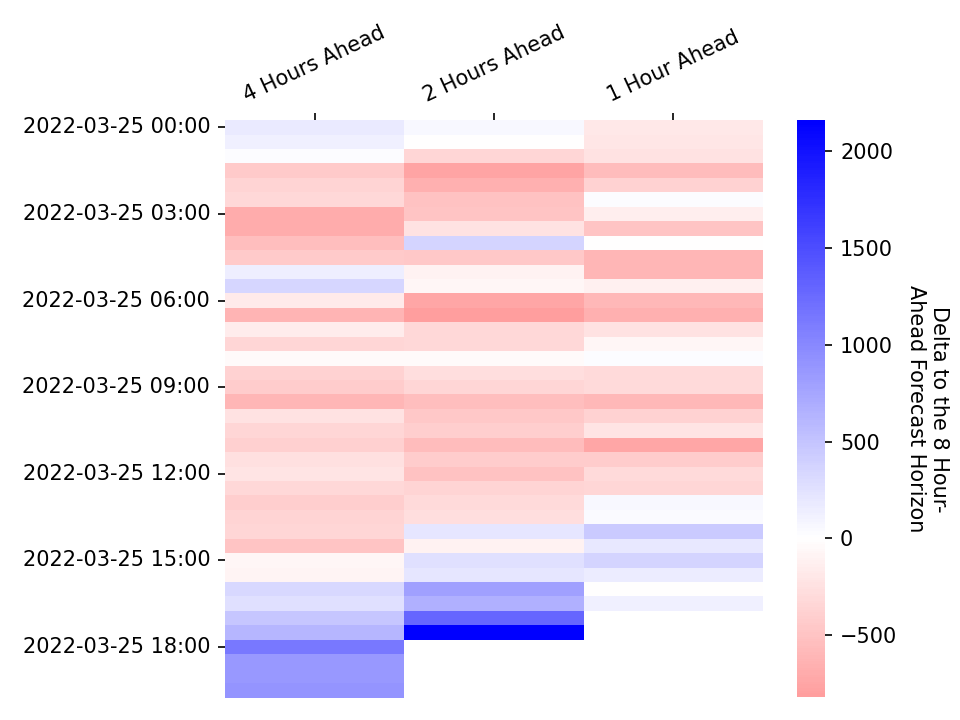 4 Hours Ahead
2 Hours Ahead
1 Hour Ahead
2022-03-25 00:00
2022-03-25 03:00
2022-03-25 06:00
2022-03-25 09:00
2022-03-25 12:00
2022-03-25 15:00
2022-03-25 18:00
2000
1500
1000
500
0
−500
Delta to the 8 Hour-
Ahead Forecast Horizon